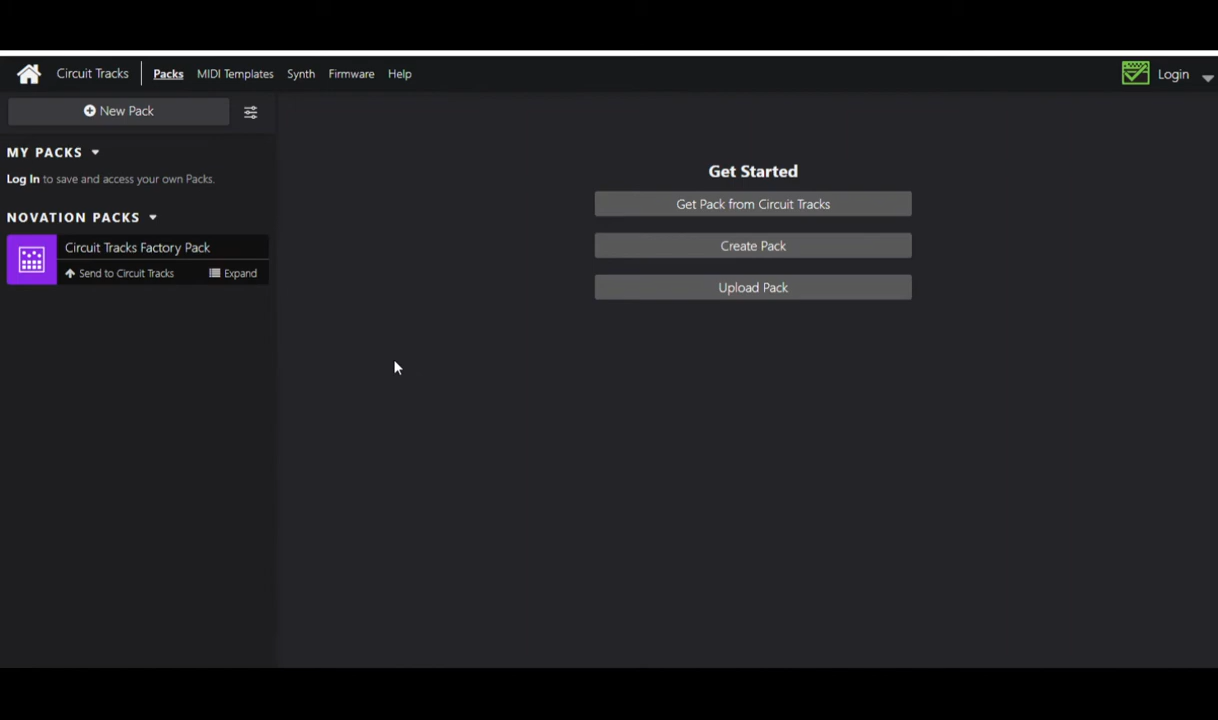 Circuit Tracks Packs MIDI Templates Synth Firmware Help Login
New Pack
MY PACKS
Log In to save and access your own Packs.
NOVATION PACKS
Circuit Tracks Factory Pack
Send to Circuit Tracks Expand
Get Started
Get Pack from Circuit Tracks
Create Pack
Upload Pack